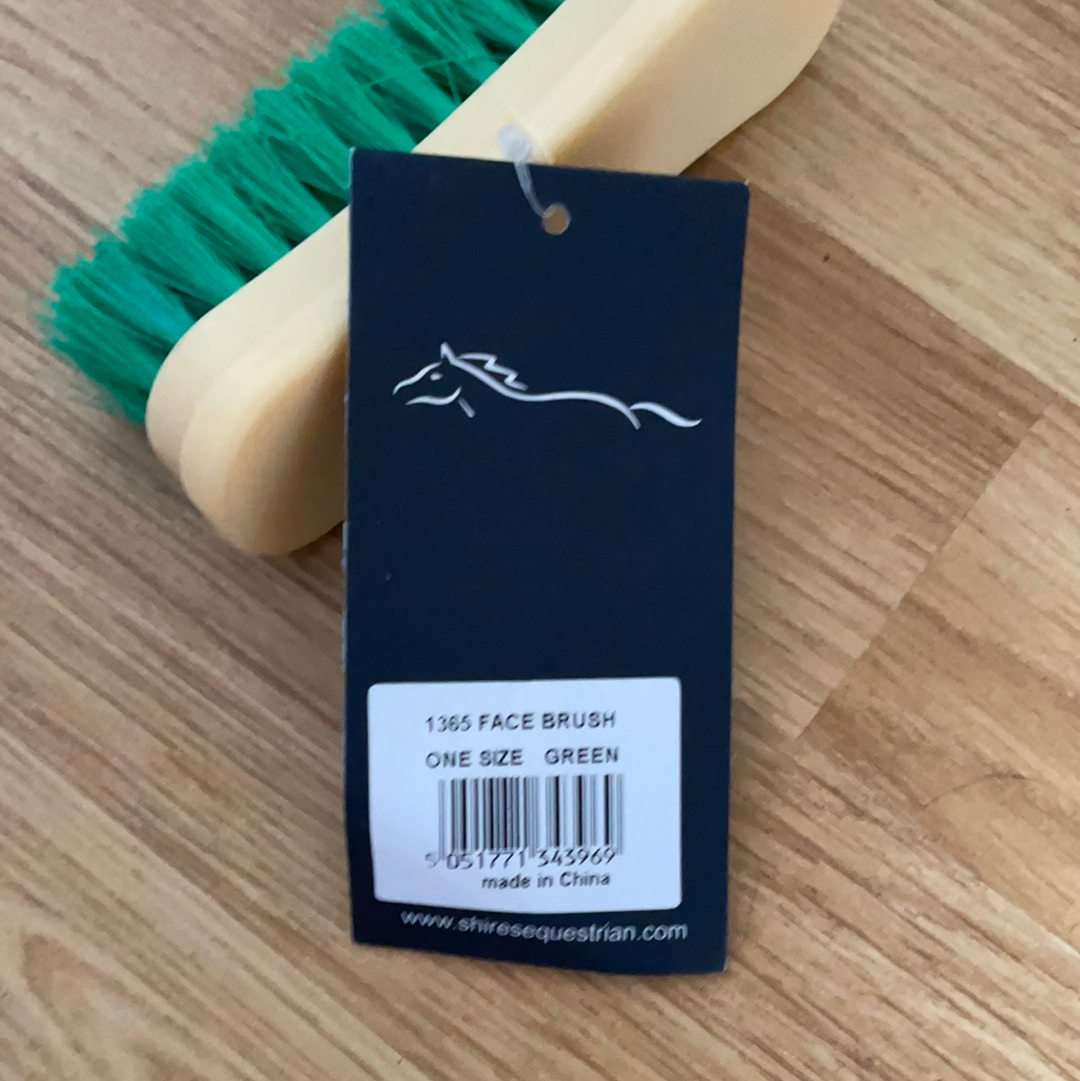 1365 FACE BRUSH
ONE SIZE GREEN
5 051771 343969
made in China
www.shiresequestrian.com